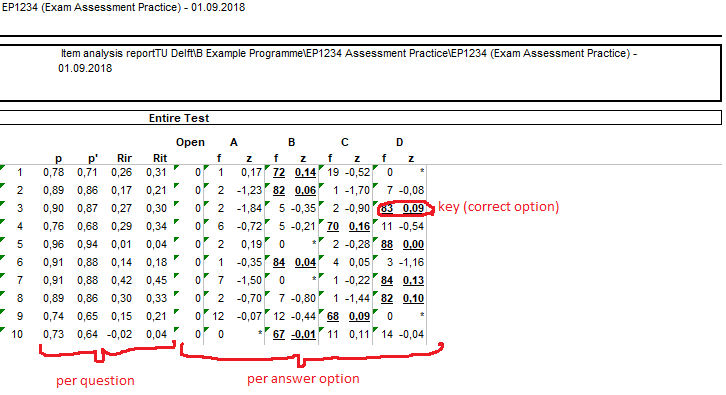 EP1234 (Exam Assessment Practice) - 01.09.2018
Item analysis reportTU Delft\B Example Programme\EP1234 Assessment Practice\EP1234 (Exam Assessment Practice) -
01.09.2018
Entire Test
Open A B C D
p p' Rir Rit f z f z f z f z
1 0,78 0,71 0,26 0,31 0 1 0,17 72 0,14 19 -0,52 0 *
2 0,89 0,86 0,17 0,21 0 2 -1,23 82 0,06 1 -1,70 7 -0,08
3 0,90 0,87 0,27 0,30 0 2 -1,84 5 -0,35 2 -0,90 83 0,09 key (correct option)
4 0,76 0,68 0,29 0,34 0 6 -0,72 5 -0,21 70 0,16 11 -0,54
5 0,96 0,94 0,01 0,04 0 2 0,19 0 * 2 -0,28 88 0,00
6 0,91 0,88 0,14 0,18 0 1 -0,35 84 0,04 4 0,05 3 -1,16
7 0,91 0,88 0,42 0,45 0 7 -1,50 0 * 1 -0,22 84 0,13
8 0,89 0,86 0,30 0,33 0 2 -0,70 7 -0,80 1 -1,44 82 0,10
9 0,74 0,65 0,15 0,21 0 12 -0,07 12 -0,44 68 0,09 0 *
10 0,73 0,64 -0,02 0,04 0 0 * 67 -0,01 11 0,11 14 -0,04
per question per answer option